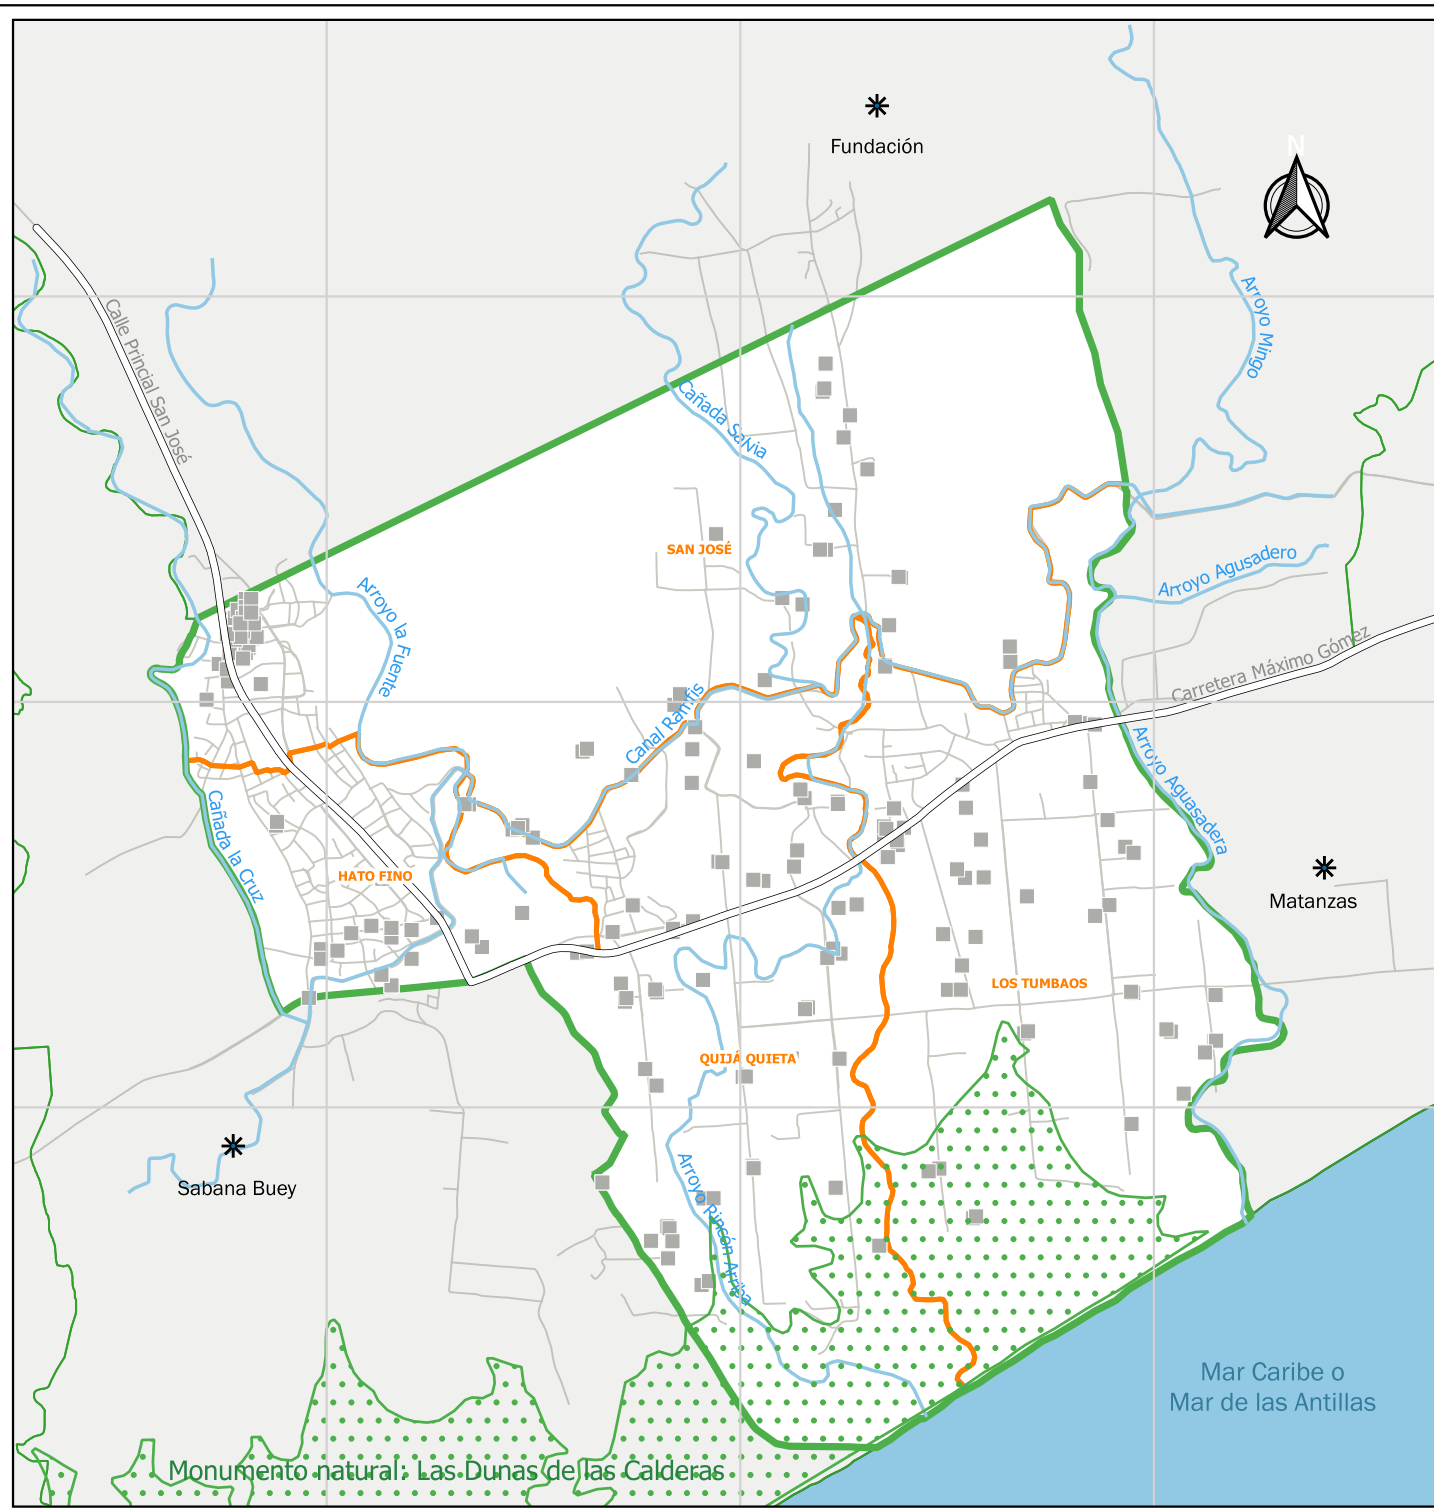 Fundación
N
Arroyo Mingo
Calle Princial San José
Cañada Salvia
SAN JOSÉ
Arroyo Agusadero
Arroyo la Fuente
Carretera Máximo Gómez
Canal Ramfis
Arroyo Aguasadera
Cañada la Cruz
HATO FINO
Matanzas
LOS TUMBAOS
QUIJÁ QUIETA
Sabana Buey
Arroyo Rincón Arriba
Mar Caribe o
Mar de las Antillas
Monumento natural: Las Dunas de las Calderas